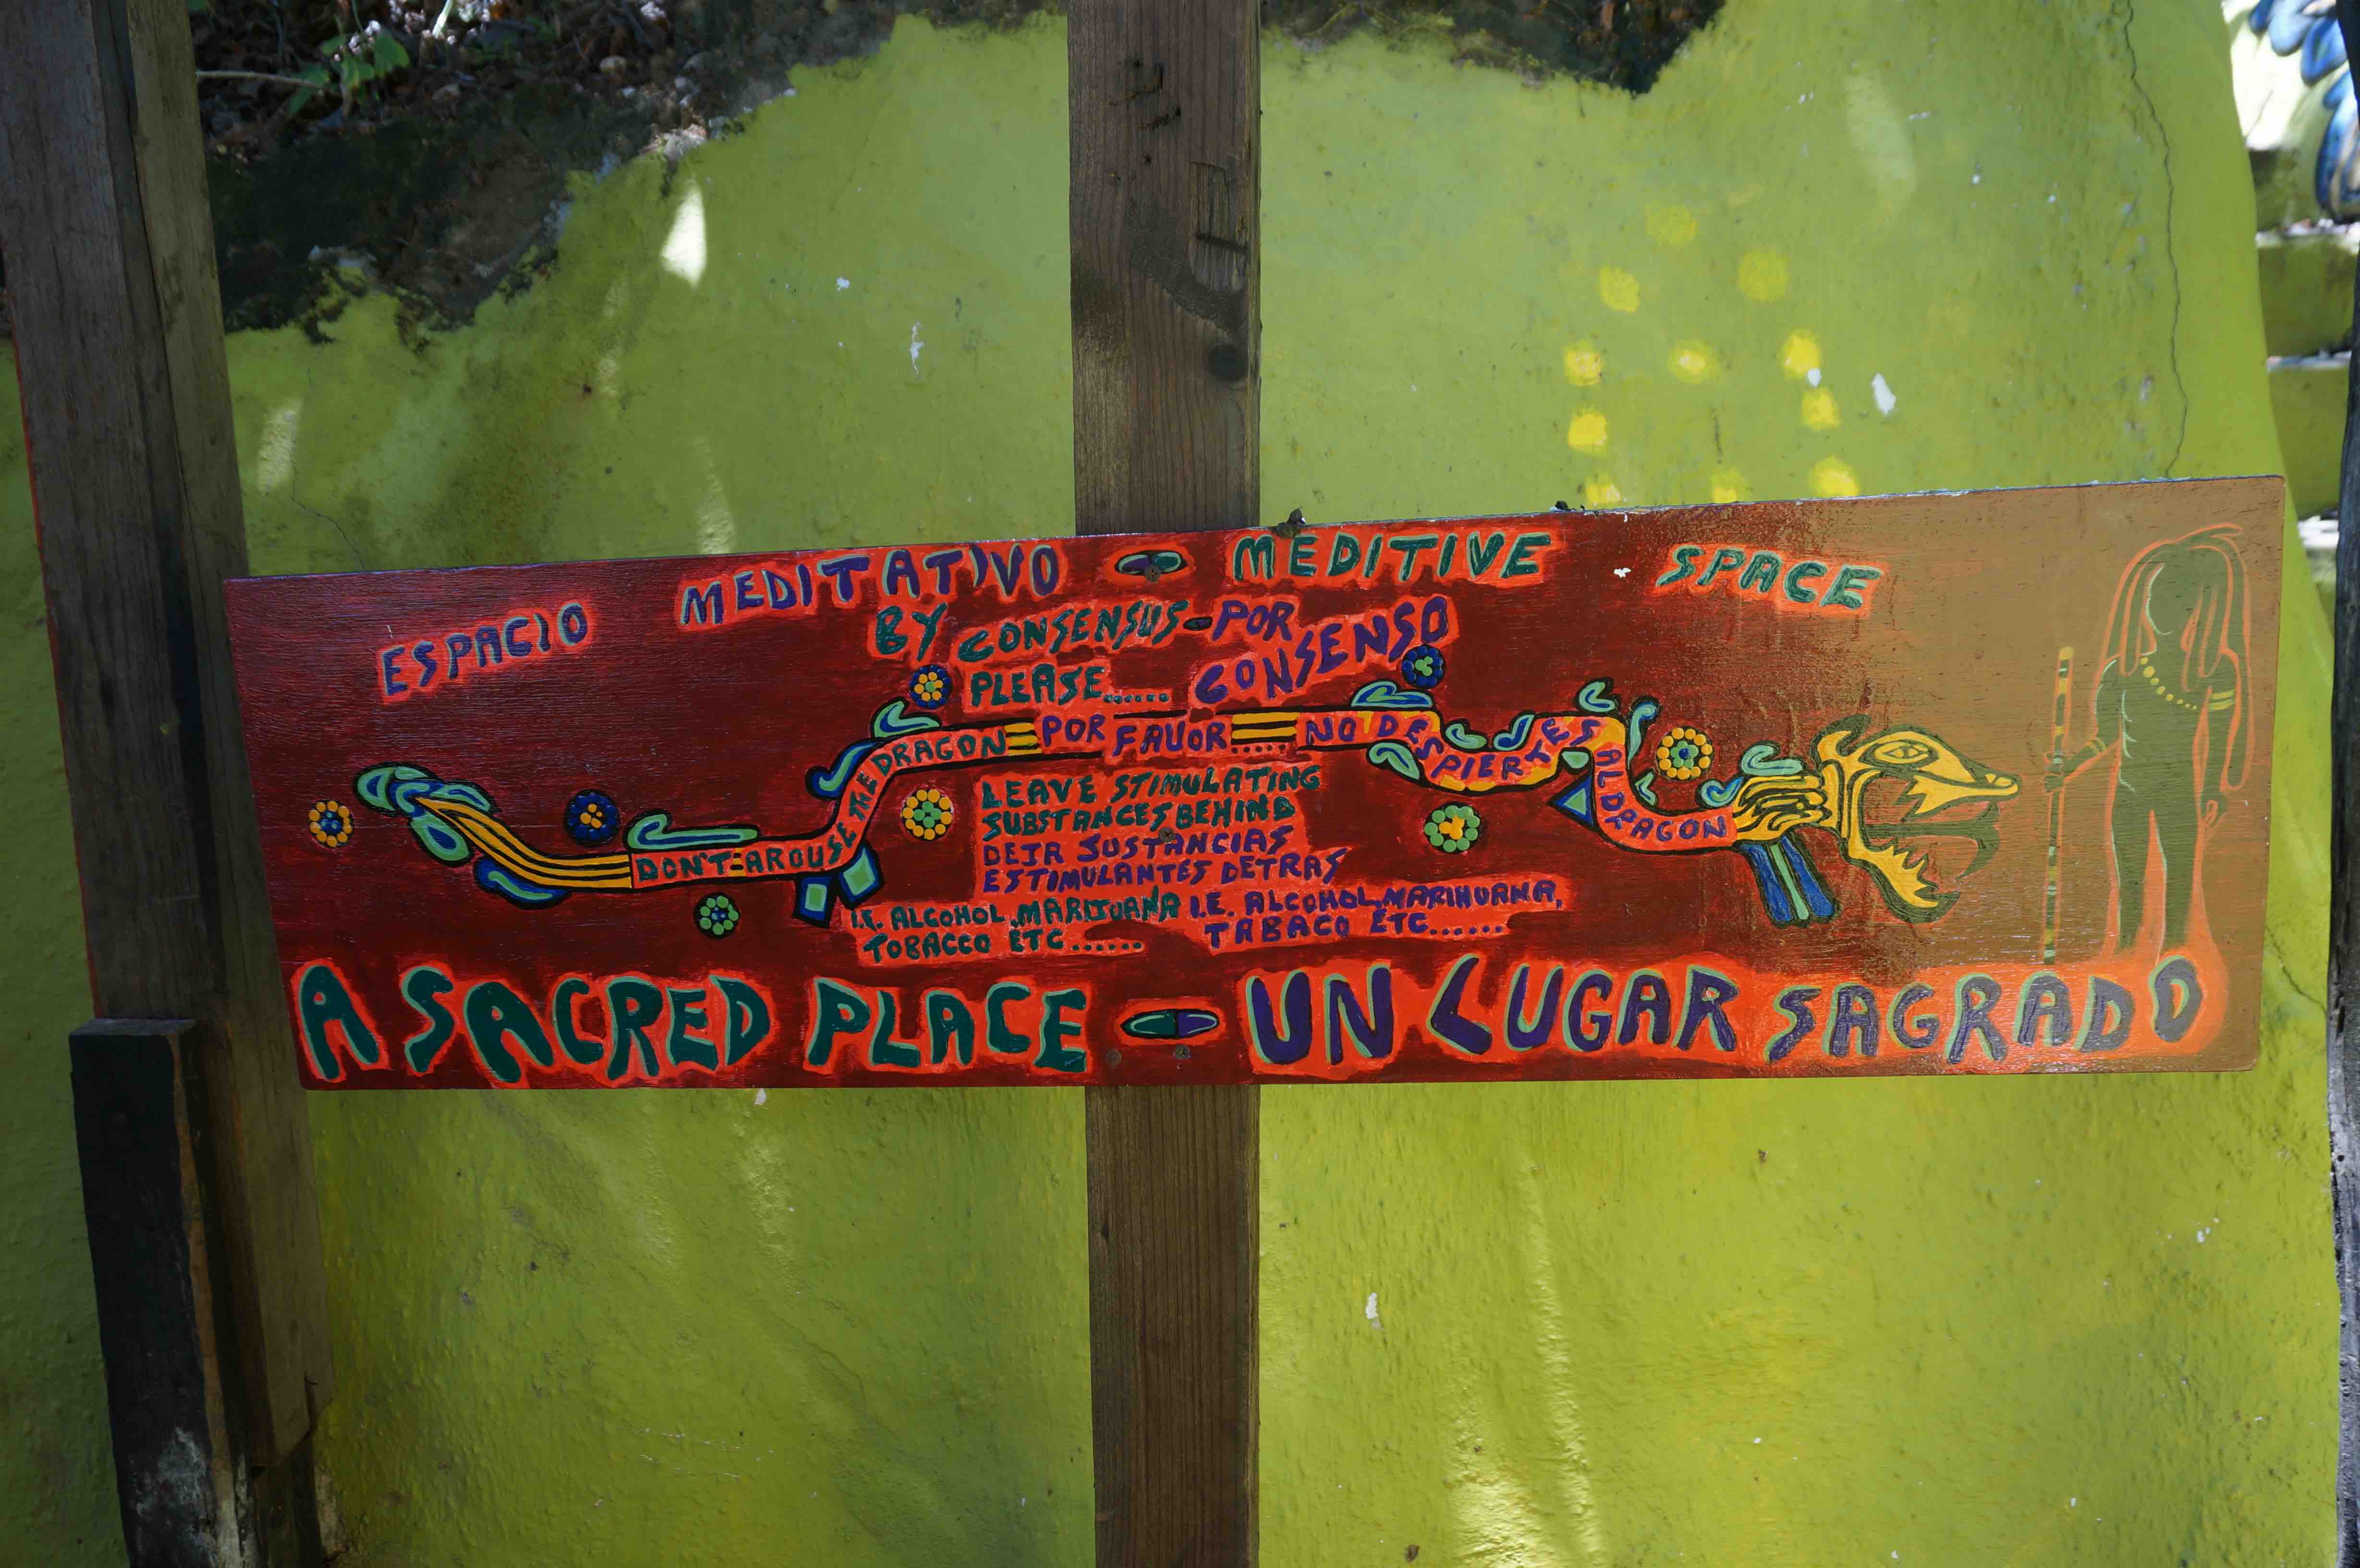 ESPACIO MEDITATIVO - MEDITIVE SPACE
BY CONSENSUS - POR CONSENSO
PLEASE......
DON'T AROUSE THE DRAGON POR FAVOR..... NO DESPIERTES AL DRAGON
LEAVE STIMULATING
SUBSTANCES BEHIND
DEJA SUSTANCIAS
ESTIMULANTES DETRAS
I.E. ALCOHOL, MARIJUANA
TOBACCO ETC......
I.E. ALCOHOL, MARIHUANA,
TABACO ETC......
A SACRED PLACE - UN LUGAR SAGRADO